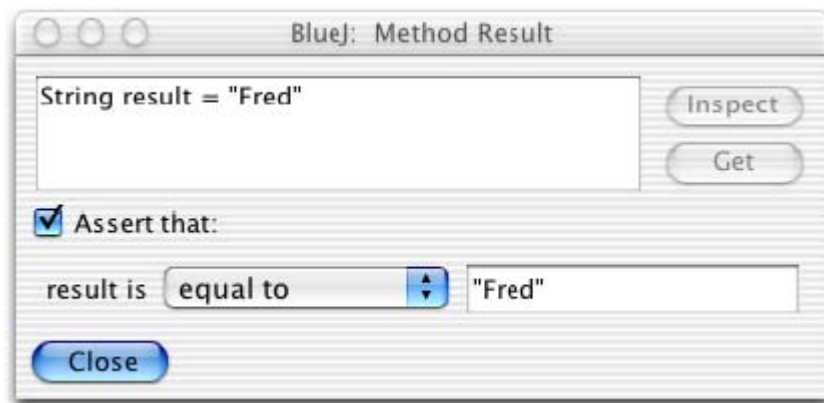 BlueJ: Method Result
String result = "Fred"
Inspect
Get
Assert that:
result is equal to "Fred"
Close